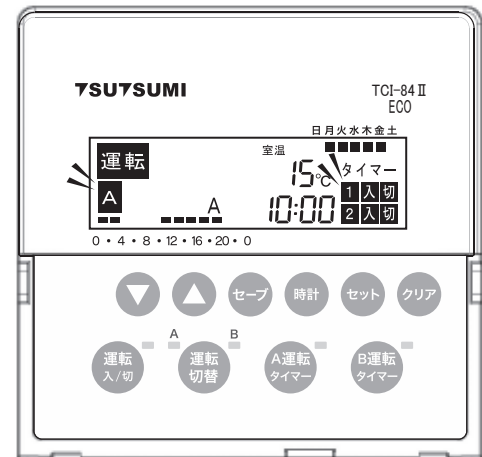 TSUTSUMI
TCI-84Ⅱ
ECO
日月火水木金土
運転
室温
15℃
タイマー
A
1 入 切
A
10:00
2 入 切
0・4・8・12・16・20・0
▼ ▲ セーブ 時計 セット クリア
A B
運転
入/切
運転
切替
A運転
タイマー
B運転
タイマー